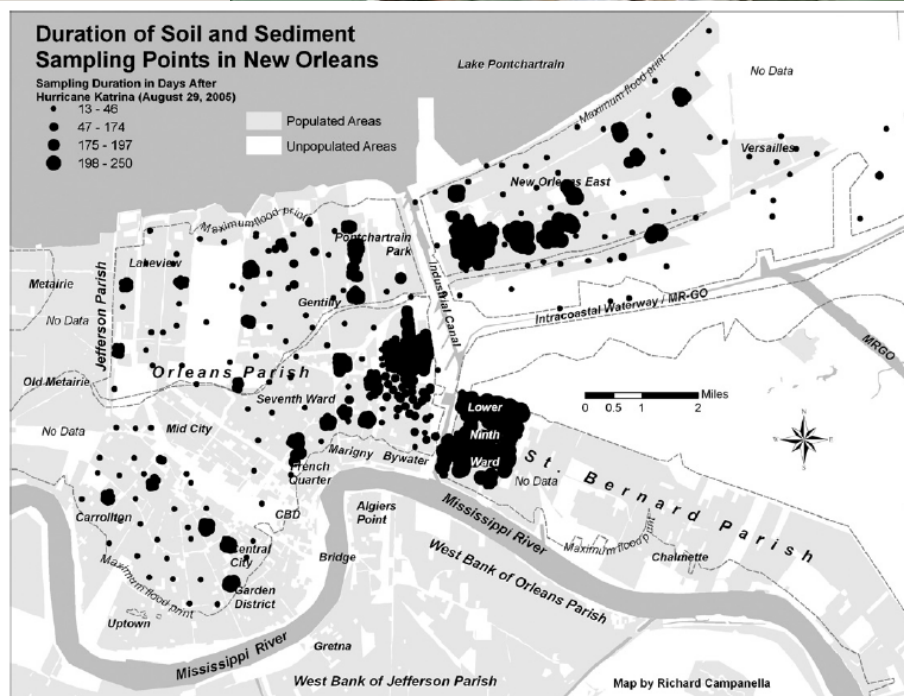 Duration of Soil and Sediment
Sampling Points in New Orleans
Sampling Duration in Days After
Hurricane Katrina (August 29, 2005)
13 - 46
47 - 174
175 - 197
198 - 250
Populated Areas
Unpopulated Areas
Lake Pontchartrain
No Data
Maximum flood print
Versailles
New Orleans East
Maximum flood print
Pontchartrain
Park
Lakeview
Metairie
Jefferson Parish
No Data
Gentilly
Industrial Canal
Intracoastal Waterway / MR-GO
MRGO
Orleans Parish
Old Metairie
Seventh Ward
Miles
0 0.5 1 2
Lower
Ninth
Ward
No Data
Mid City
N
Marigny
Bywater
French
Quarter
St. Bernard Parish
No Data
CBD
Algiers
Point
Mississippi River
Carrollton
Central
City
Bridge
Maximum flood print
Chalmette
West Bank of Orleans Parish
Maximum flood print
Garden
District
Uptown
Mississippi River
Gretna
West Bank of Jefferson Parish
Map by Richard Campanella